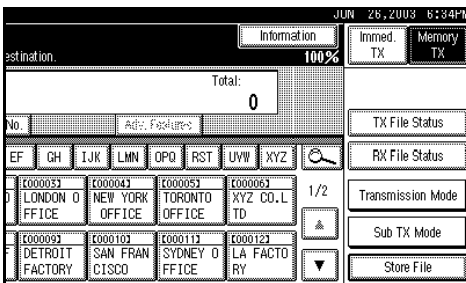 JUN 26,2003 6:34PM
Information
Immed. TX
Memory TX
estination.
100%
Total:
0
No.
Adv. Features
TX File Status
EF GH IJK LMN OPQ RST UVW XYZ
RX File Status
[00003] [00004] [00005] [00006]
LONDON O NEW YORK TORONTO XYZ CO.L
FFICE OFFICE OFFICE TD
1/2
Transmission Mode
Sub TX Mode
[00009] [00010] [00011] [00012]
DETROIT SAN FRAN SYDNEY O LA FACTO
FACTORY CISCO FFICE RY
Store File